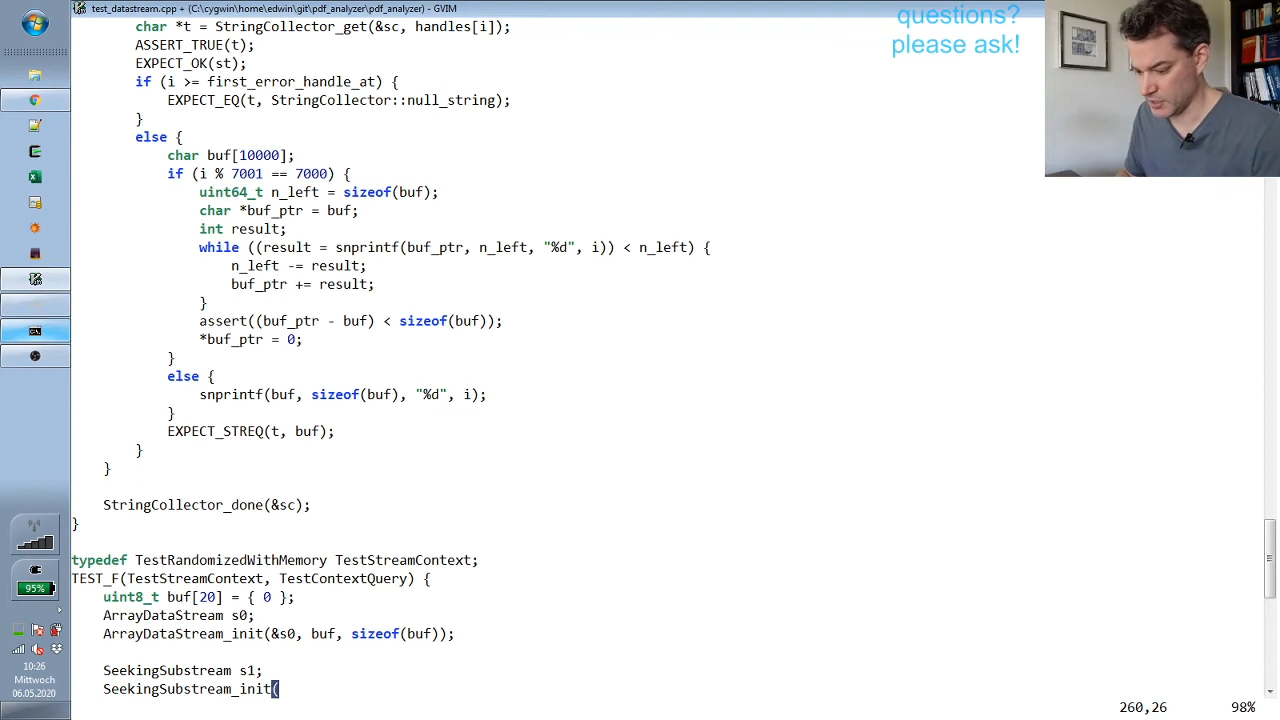 test_datastream.cpp + (C:\cygwin\home\edwin\git\pdf_analyzer\pdf_analyzer) - GVIM
questions?
please ask!
char *t = StringCollector_get(&sc, handles[i]);
ASSERT_TRUE(t);
EXPECT_OK(st);
if (i >= first_error_handle_at) {
EXPECT_EQ(t, StringCollector::null_string);
}
else {
char buf[10000];
if (i % 7001 == 7000) {
uint64_t n_left = sizeof(buf);
char *buf_ptr = buf;
int result;
while ((result = snprintf(buf_ptr, n_left, "%d", i)) < n_left) {
n_left -= result;
buf_ptr += result;
}
assert((buf_ptr - buf) < sizeof(buf));
*buf_ptr = 0;
}
else {
snprintf(buf, sizeof(buf), "%d", i);
}
EXPECT_STREQ(t, buf);
}
}
StringCollector_done(&sc);
}
typedef TestRandomizedWithMemory TestStreamContext;
TEST_F(TestStreamContext, TestContextQuery) {
uint8_t buf[20] = { 0 };
ArrayDataStream s0;
ArrayDataStream_init(&s0, buf, sizeof(buf));
SeekingSubstream s1;
SeekingSubstream_init(
260,26 98%
95%
10:26
Mittwoch
06.05.2020